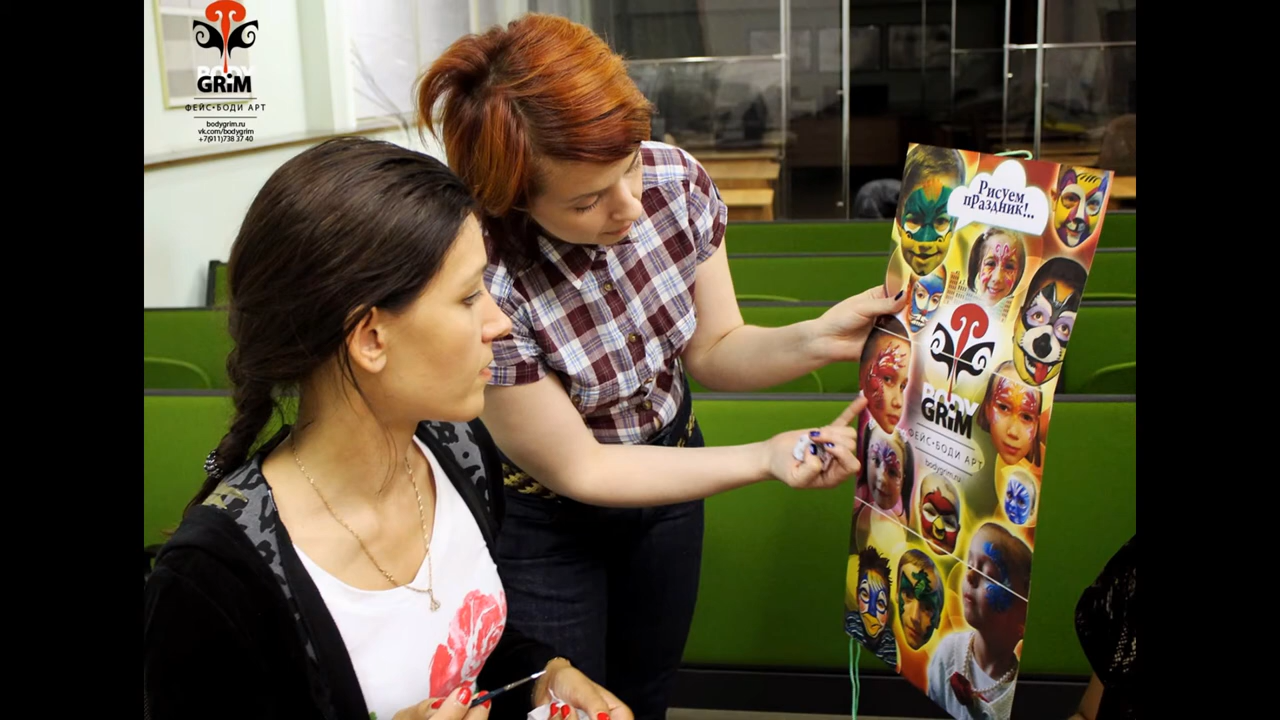 BODY
GRiM
ФЕЙС•БОДИ АРТ
bodygrim.ru
vk.com/bodygrim
+7(911)738 37 40
Рисуем
праздник!...
BODY
GRiM
ФЕЙС•БОДИ АРТ
bodygrim.ru